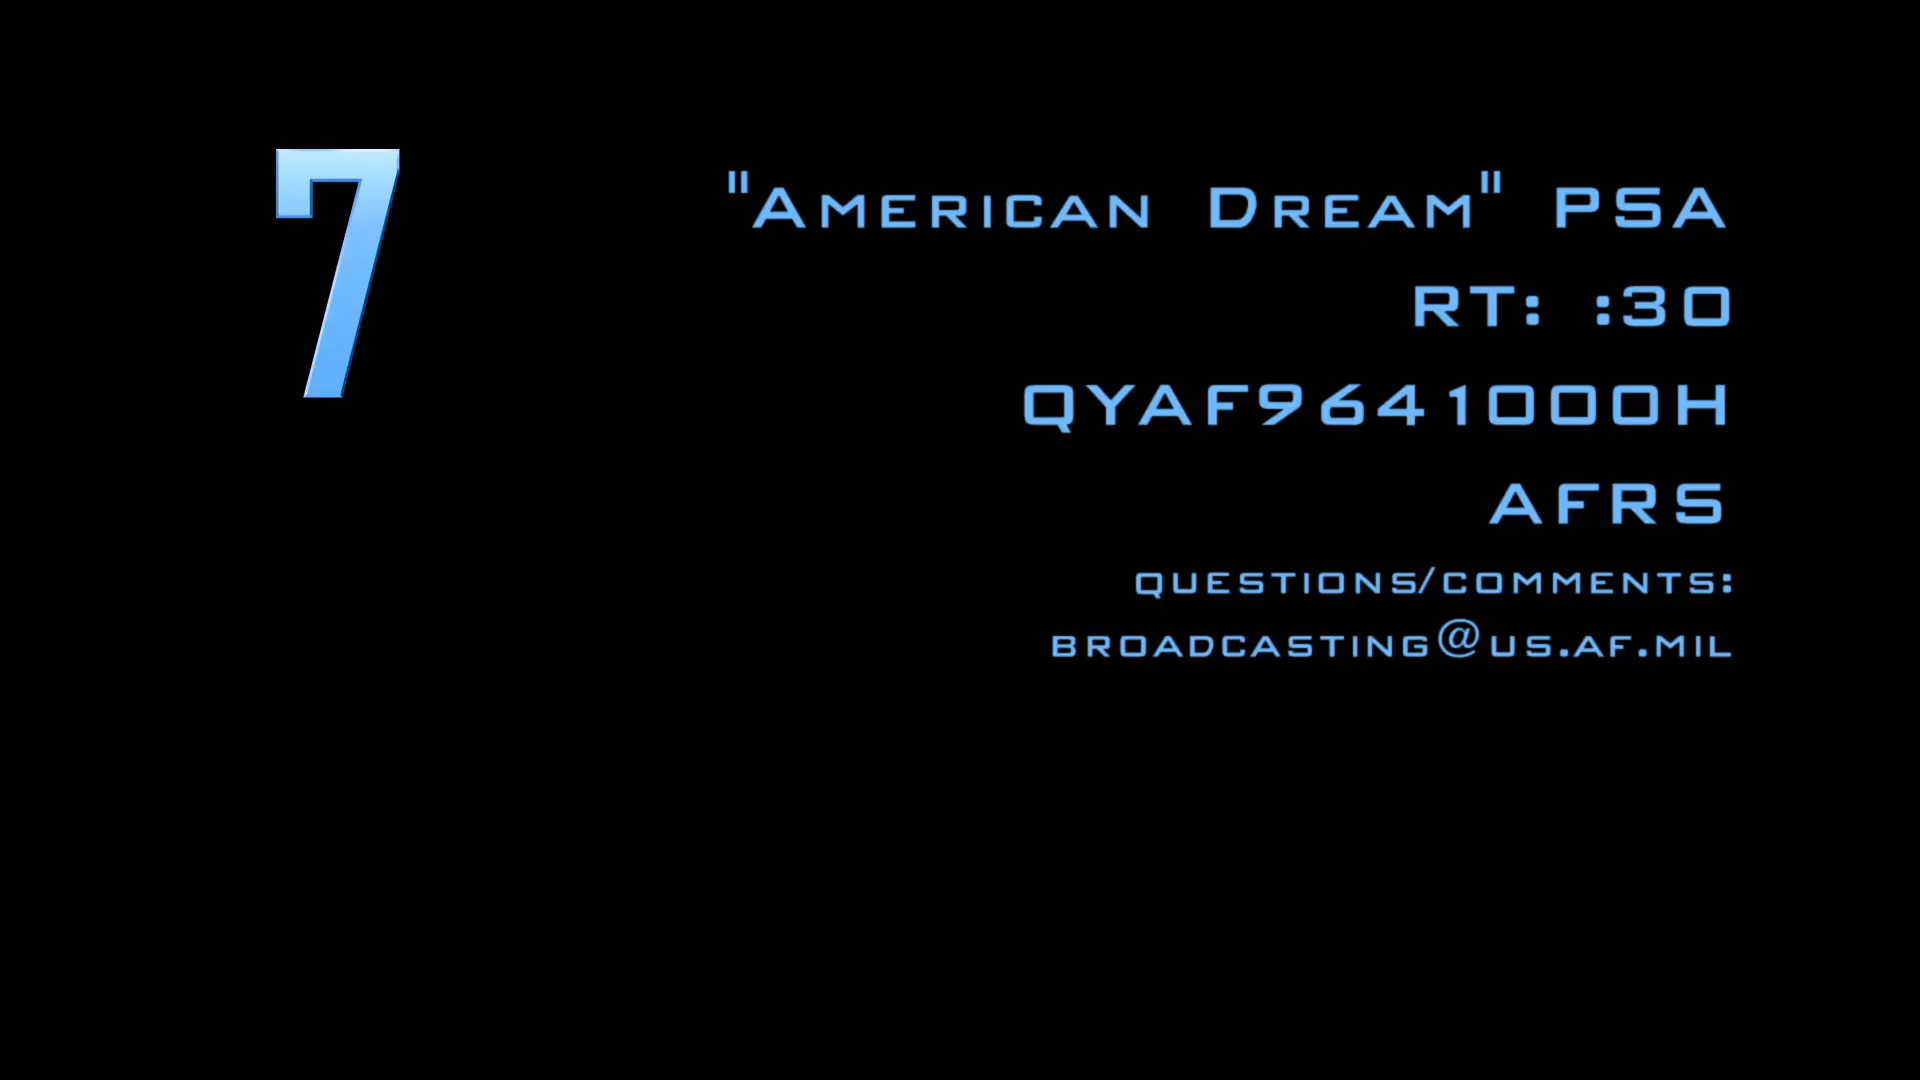 7
"American Dream" PSA
RT: :30
QYAF9641000H
AFRS
QUESTIONS/COMMENTS:
BROADCASTING@US.AF.MIL